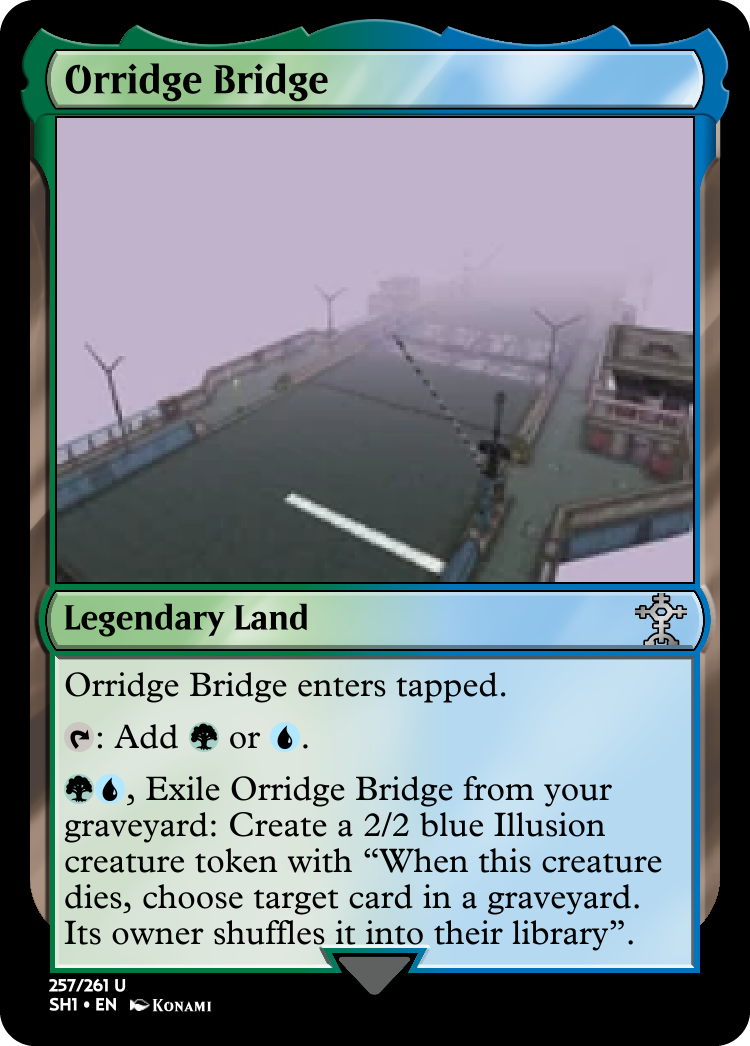 Orridge Bridge
Legendary Land
Orridge Bridge enters tapped.
: Add or .
, Exile Orridge Bridge from your
graveyard: Create a 2/2 blue Illusion
creature token with “When this creature
dies, choose target card in a graveyard.
Its owner shuffles it into their library”.
257/261 U
SH1 • EN KONAMI